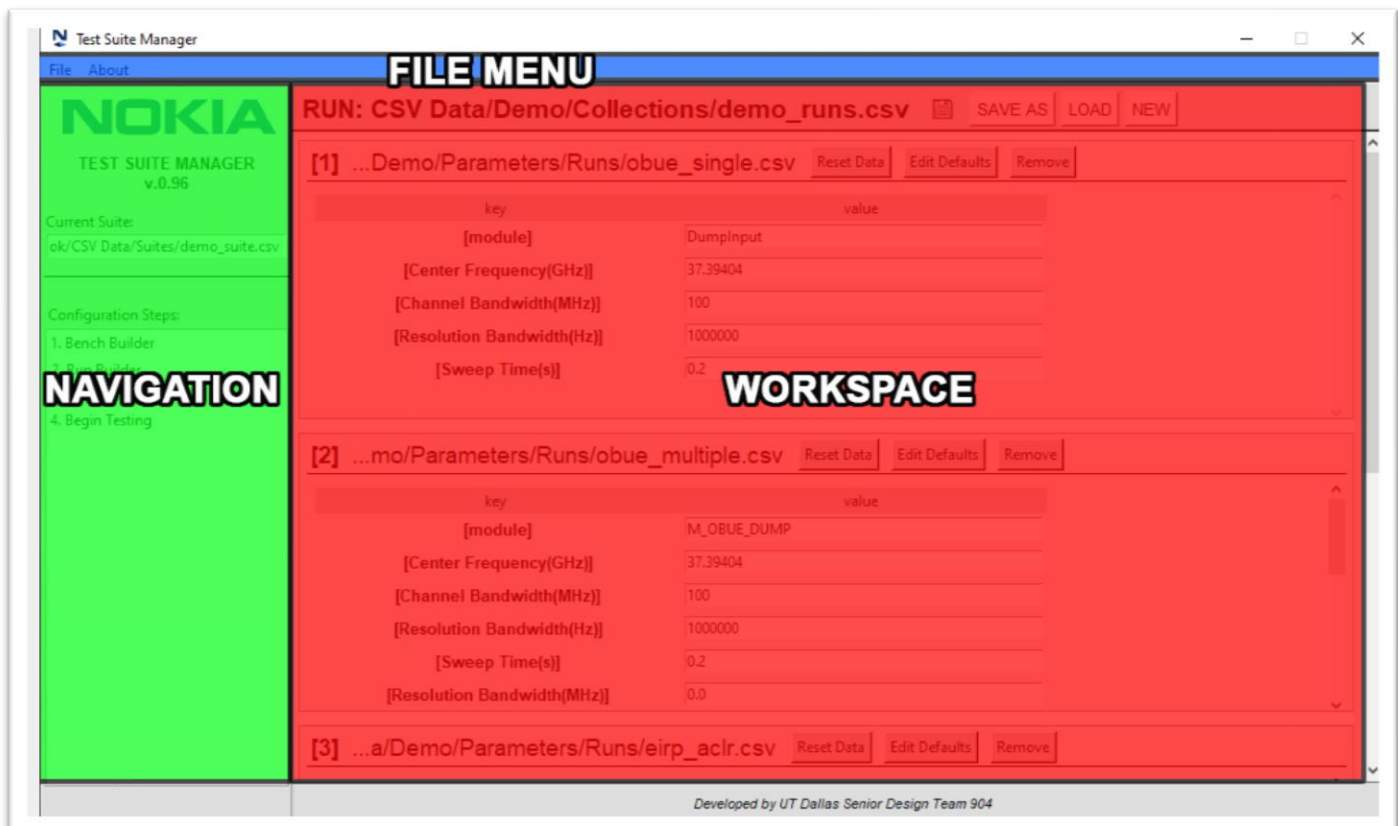 Test Suite Manager
File About
FILE MENU
NOKIA
TEST SUITE MANAGER
v.0.96
Current Suite:
ok/CSV Data/Suites/demo_suite.csv
Configuration Steps:
1. Bench Builder
2. Run Builder
NAVIGATION
4. Begin Testing
RUN: CSV Data/Demo/Collections/demo_runs.csv SAVE AS LOAD NEW
[1] ...Demo/Parameters/Runs/obue_single.csv Reset Data Edit Defaults Remove
key value
[module] DumpInput
[Center Frequency(GHz)] 37.39404
[Channel Bandwidth(MHz)] 100
[Resolution Bandwidth(Hz)] 1000000
[Sweep Time(s)] 0.2
WORKSPACE
[2] ...mo/Parameters/Runs/obue_multiple.csv Reset Data Edit Defaults Remove
key value
[module] M_OBUE_DUMP
[Center Frequency(GHz)] 37.39404
[Channel Bandwidth(MHz)] 100
[Resolution Bandwidth(Hz)] 1000000
[Sweep Time(s)] 0.2
[Resolution Bandwidth(MHz)] 0.0
[3] ...a/Demo/Parameters/Runs/eirp_aclr.csv Reset Data Edit Defaults Remove
Developed by UT Dallas Senior Design Team 904